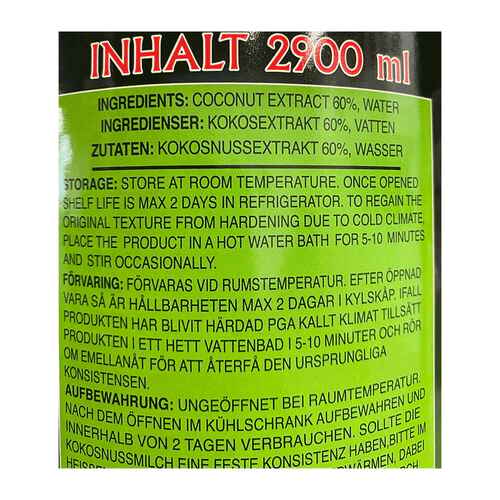 INHALT 2900 ml
INGREDIENTS: COCONUT EXTRACT 60%, WATER
INGREDIENSER: KOKOSEXTRAKT 60%, VATTEN
ZUTATEN: KOKOSNUSSEXTRAKT 60%, WASSER
STORAGE: STORE AT ROOM TEMPERATURE. ONCE OPENED
SHELF LIFE IS MAX 2 DAYS IN REFRIGERATOR. TO REGAIN THE
ORIGINAL TEXTURE FROM HARDENING DUE TO COLD CLIMATE,
PLACE THE PRODUCT IN A HOT WATER BATH FOR 5-10 MINUTES
AND STIR OCCASIONALLY.
FÖRVARING: FÖRVARAS VID RUMSTEMPERATUR. EFTER ÖPPNAD
VARA SÅ ÄR HÅLLBARHETEN MAX 2 DAGAR I KYLSKÅP. IFALL
PRODUKTEN HAR BLIVIT HÄRDAD PGA KALLT KLIMAT TILLSÄTT
PRODUKTEN I ETT HETT VATTENBAD I 5-10 MINUTER OCH RÖR
OM EMELLANÅT FÖR ATT ÅTERFÅ DEN URSPRUNGLIGA
KONSISTENSEN.
AUFBEWAHRUNG: UNGEÖFFNET BEI RAUMTEMPERATUR.
NACH DEM ÖFFNEN IM KÜHLSCHRANK AUFBEWAHREN UND
INNERHALB VON 2 TAGEN VERBRAUCHEN. SOLLTE DIE
KOKOSNUSSMILCH EINE FESTE KONSISTENZ HABEN,BITTE IM